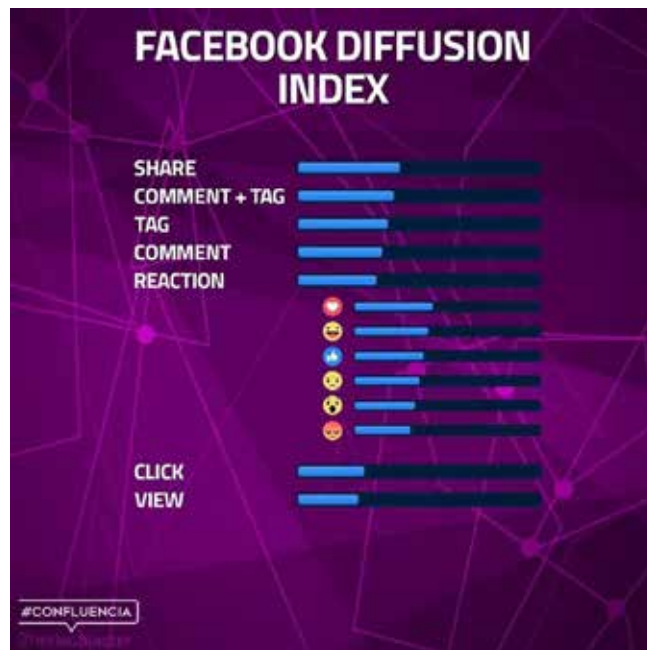 FACEBOOK DIFFUSION
INDEX
SHARE
COMMENT + TAG
TAG
COMMENT
REACTION
CLICK
VIEW
#CONFLUENCIA